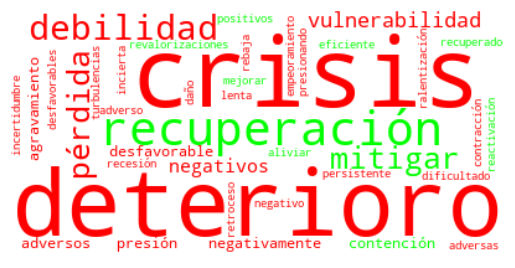 positivos
debilidad
vulnerabilidad
revalorizaciones
incierta
rebaja
eficiente
recuperado
crisis
incertidumbre
desfavorables
agravamiento
pérdida
turbulencias
daño
mejorar
lenta
empeoramiento
presionando
ralentización
adverso
recuperación
contracción
reactivación
desfavorable
aliviar
mitigar
recesión
negativos
persistente
dificultado
deterioro
retroceso
negativo
adversos
presión
negativamente
contención
adversas